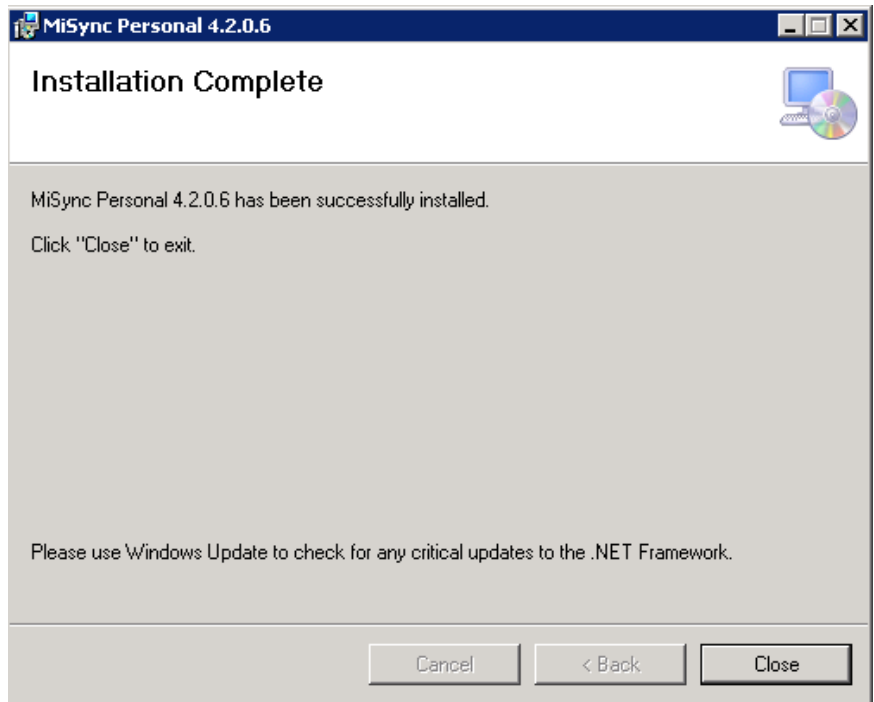 MiSync Personal 4.2.0.6
Installation Complete
MiSync Personal 4.2.0.6 has been successfully installed.
Click "Close" to exit.
Please use Windows Update to check for any critical updates to the .NET Framework.
Cancel
< Back
Close